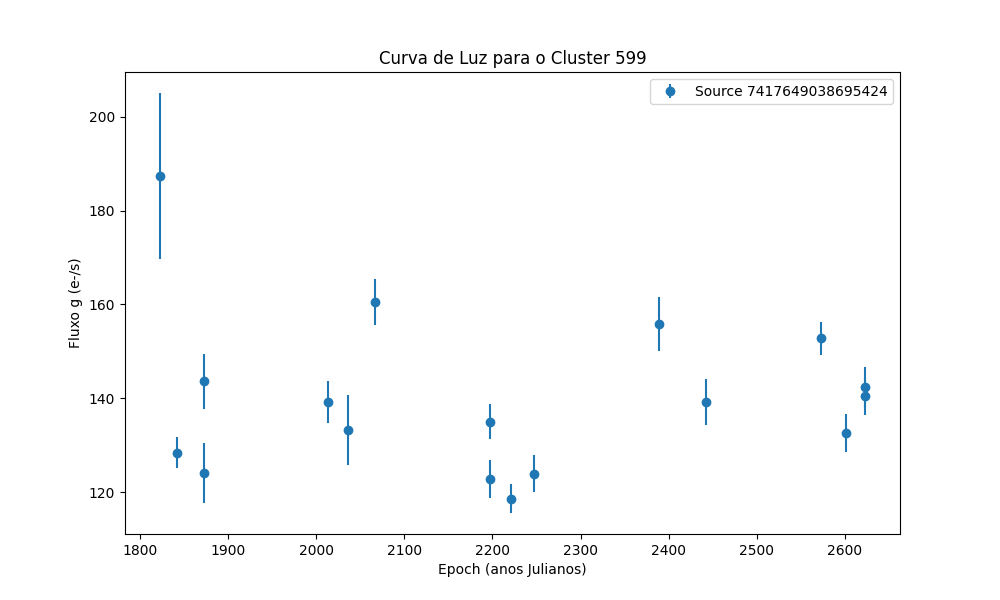 Curva de Luz para o Cluster 599
Source 7417649038695424
Fluxo g (e-/s)
200
180
160
140
120
1800 1900 2000 2100 2200 2300 2400 2500 2600
Epoch (anos Julianos)